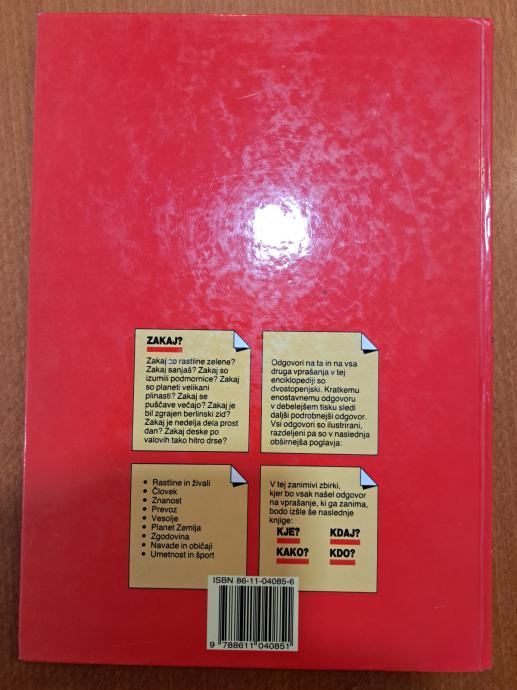 ZAKAJ?
Zakaj so rastline zelene?
Zakaj sanjaš? Zakaj so
izumili podmornice? Zakaj
so planeti velikani
plinasti? Zakaj se
puščave večajo? Zakaj je
bil zgrajen berlinski zid?
Zakaj je nedelja dela prost
dan? Zakaj deske po
valovih tako hitro drse?
Odgovori na ta in na vsa
druga vprašanja v tej
enciklopediji so
dvostopenjski. Kratkemu
enostavnemu odgovoru
v debelejšem tisku sledi
daljši podrobnejši odgovor.
Vsi odgovori so ilustrirani,
razdeljeni pa so v naslednja
obširnejša poglavja:
• Rastline in živali
• Človek
• Znanost
• Prevoz
• Vesolje
• Planet Zemlja
• Zgodovina
• Navade in običaji
• Umetnost in šport
V tej zanimivi zbirki,
kjer bo vsak našel odgovor
na vprašanje, ki ga zanima,
bodo izšle še naslednje
knjige:
KJE? KDAJ?
KAKO? KDO?
ISBN 86-11-04085-6
9 788611 040851